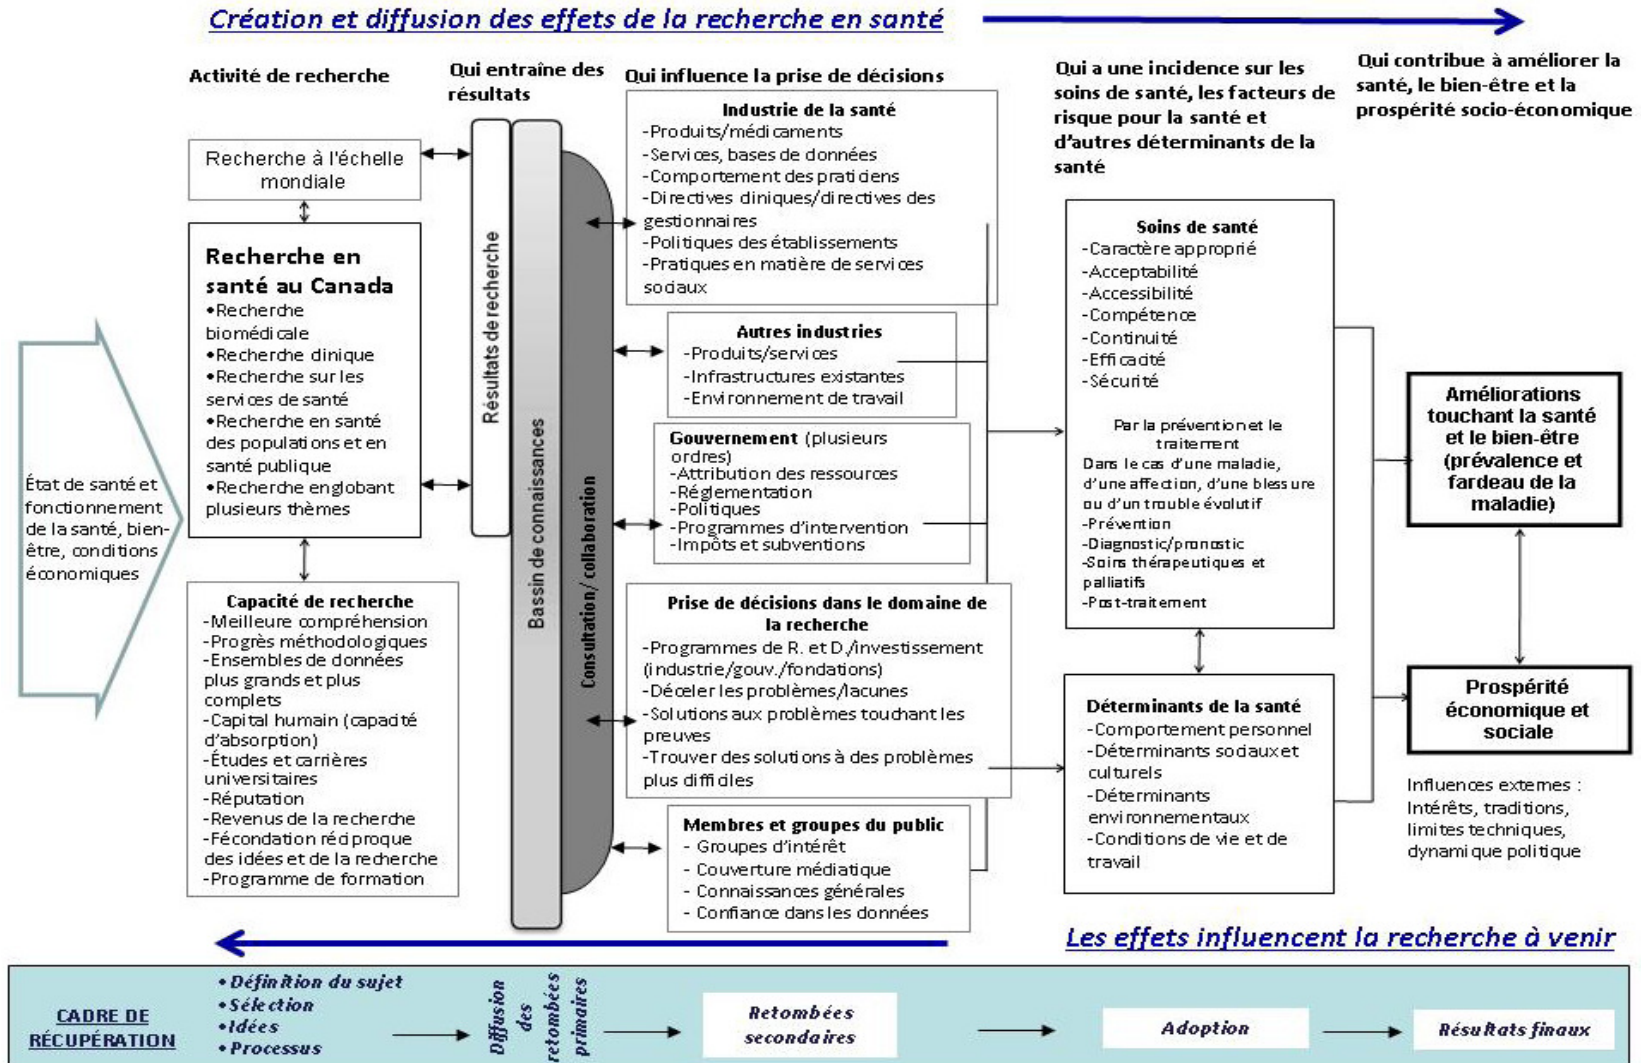 Création et diffusion des effets de la recherche en santé
Activité de recherche
Qui entraîne des
résultats
Qui influence la prise de décisions
Qui a une incidence sur les
soins de santé, les facteurs de
risque pour la santé et
d’autres déterminants de la
santé
Qui contribue à améliorer la
santé, le bien-être et la
prospérité socio-économique
État de santé et
fonctionnement
de la santé, bien-
être, conditions
économiques
Recherche à l'échelle
mondiale
Recherche en
santé au Canada
•Recherche
biomédicale
•Recherche clinique
•Recherche sur les
services de santé
•Recherche en santé
des populations et en
santé publique
•Recherche englobant
plusieurs thèmes
Capacité de recherche
-Meilleure compréhension
-Progrès méthodologiques
-Ensembles de données
plus grands et plus
complets
-Capital humain (capacité
d’absorption)
-Études et carrières
universitaires
-Réputation
-Revenus de la recherche
-Fécondation réciproque
des idées et de la recherche
-Programme de formation
Résultats de recherche
Bassin de connaissances
Consultation/ collaboration
Industrie de la santé
-Produits/médicaments
-Services, bases de données
-Comportement des praticiens
-Directives cliniques/directives des
gestionnaires
-Politiques des établissements
-Pratiques en matière de services
sociaux
Autres industries
-Produits/services
-Infrastructures existantes
-Environnement de travail
Gouvernement (plusieurs
ordres)
-Attribution des ressources
-Réglementation
-Politiques
-Programmes d’intervention
-Impôts et subventions
Prise de décisions dans le domaine de
la recherche
-Programmes de R. et D./investissement
(industrie/gouv./fondations)
-Déceler les problèmes/lacunes
-Solutions aux problèmes touchant les
preuves
-Trouver des solutions à des problèmes
plus difficiles
Membres et groupes du public
- Groupes d’intérêt
- Couverture médiatique
- Connaissances générales
- Confiance dans les données
Soins de santé
-Caractère approprié
-Acceptabilité
-Accessibilité
-Compétence
-Continuité
-Efficacité
-Sécurité
Par la prévention et le
traitement
Dans le cas d’une maladie,
d’une affection, d’une blessure
ou d’un trouble évolutif
-Prévention
-Diagnostic/pronostic
-Soins thérapeutiques et
palliatifs
-Post-traitement
Déterminants de la santé
-Comportement personnel
-Déterminants sociaux et
culturels
-Déterminants
environnementaux
-Conditions de vie et de
travail
Améliorations
touchant la santé
et le bien-être
(prévalence et
fardeau de la
maladie)
Prospérité
économique et
sociale
Influences externes :
Intérêts, traditions,
limites techniques,
dynamique politique
Les effets influencent la recherche à venir
CADRE DE
RÉCUPÉRATION
•Définition du sujet
•Sélection
•Idées
•Processus
Diffusion
des
retombées
primaires
Retombées
secondaires
Adoption
Résultats finaux